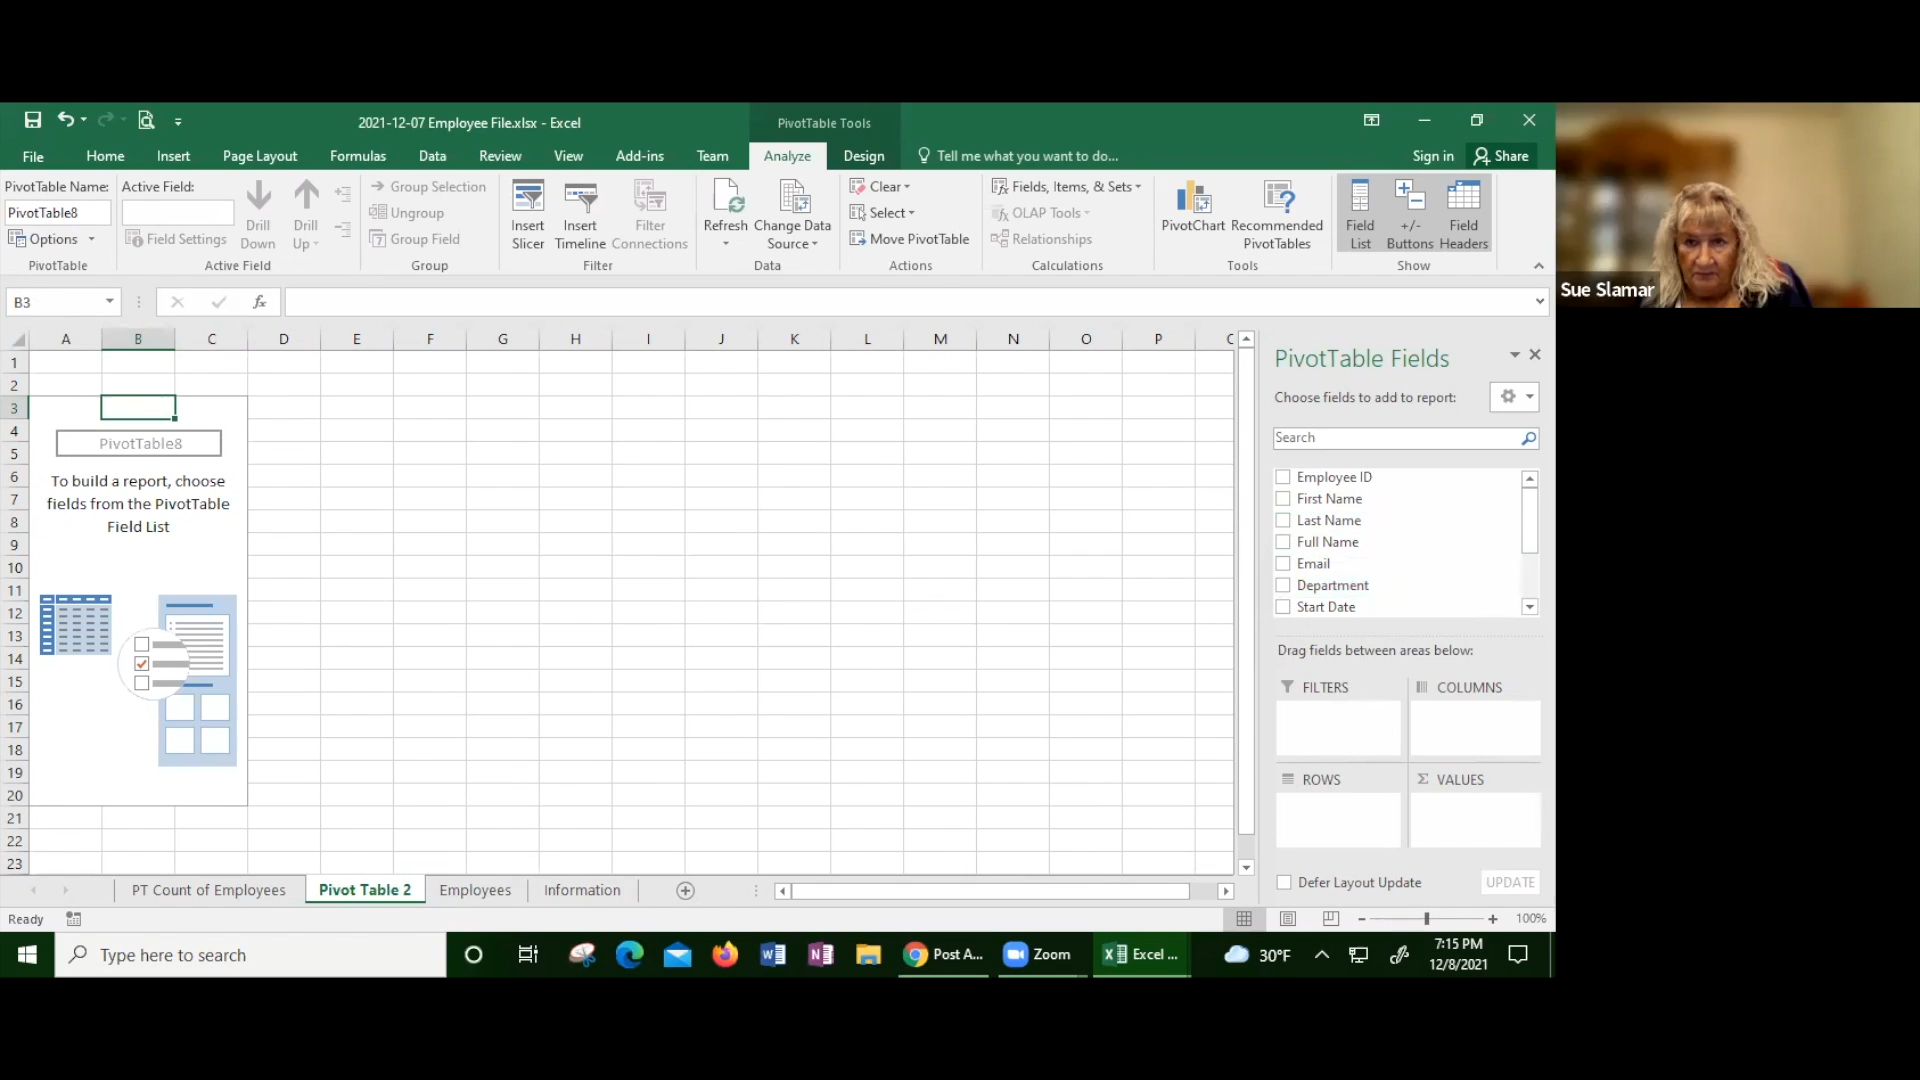 2021-12-07 Employee File.xlsx - Excel
PivotTable Tools
File
Home
Insert
Page Layout
Formulas
Data
Review
View
Add-ins
Team
Analyze
Design
Tell me what you want to do...
Sign in
Share
PivotTable Name:
PivotTable8
Options
PivotTable
Active Field:
Field Settings
Drill Down
Drill Up
Active Field
Group Selection
Ungroup
Group Field
Group
Insert Slicer
Insert Timeline
Filter Connections
Filter
Refresh
Change Data Source
Data
Clear
Select
Move PivotTable
Actions
Fields, Items, & Sets
OLAP Tools
Relationships
Calculations
PivotChart
Recommended PivotTables
Tools
Field List
+/- Buttons
Field Headers
Show
Sue Slamar
B3
fx
A B C D E F G H I J K L M N O P
1
2
3
4
5
6
7
8
9
10
11
12
13
14
15
16
17
18
19
20
21
22
23
PivotTable8
To build a report, choose
fields from the PivotTable
Field List
PivotTable Fields
Choose fields to add to report:
Search
Employee ID
First Name
Last Name
Full Name
Email
Department
Start Date
Drag fields between areas below:
FILTERS
COLUMNS
ROWS
Σ VALUES
Defer Layout Update
UPDATE
PT Count of Employees
Pivot Table 2
Employees
Information
Ready
100%
Type here to search
Post A...
Zoom
Excel ...
30°F
7:15 PM
12/8/2021